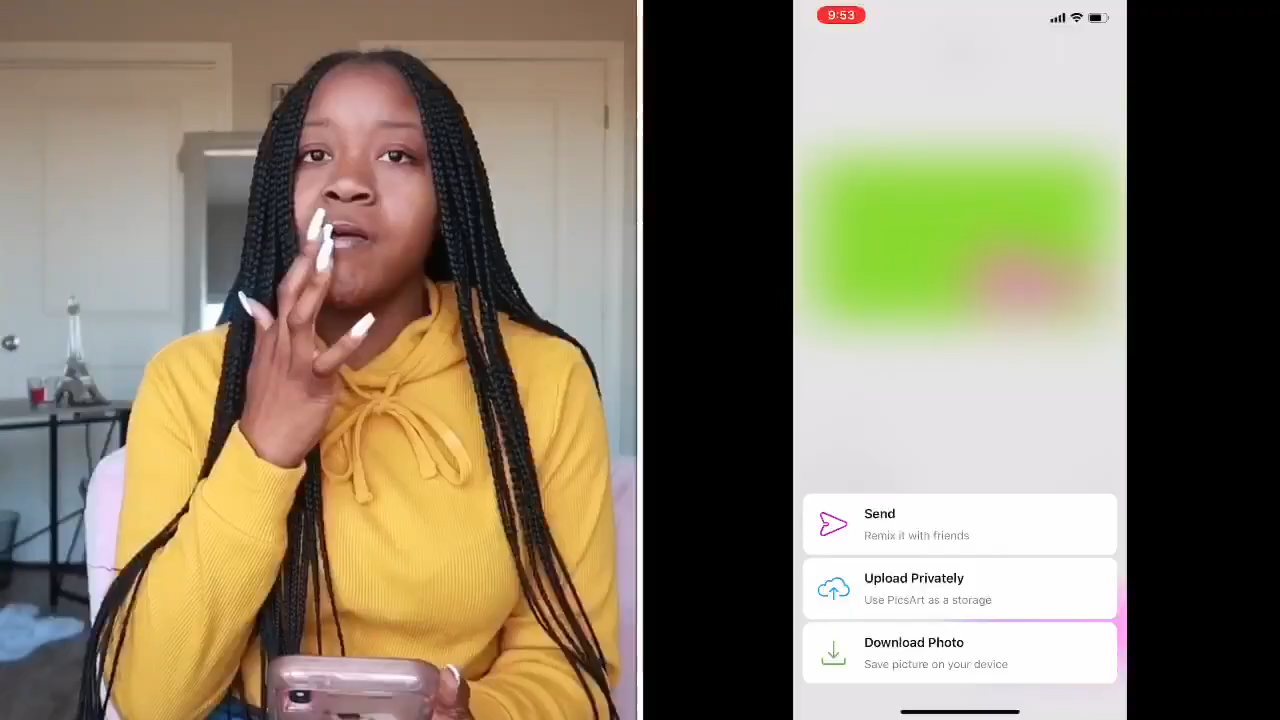 9:53
Send
Remix it with friends
Upload Privately
Use PicsArt as a storage
Download Photo
Save picture on your device